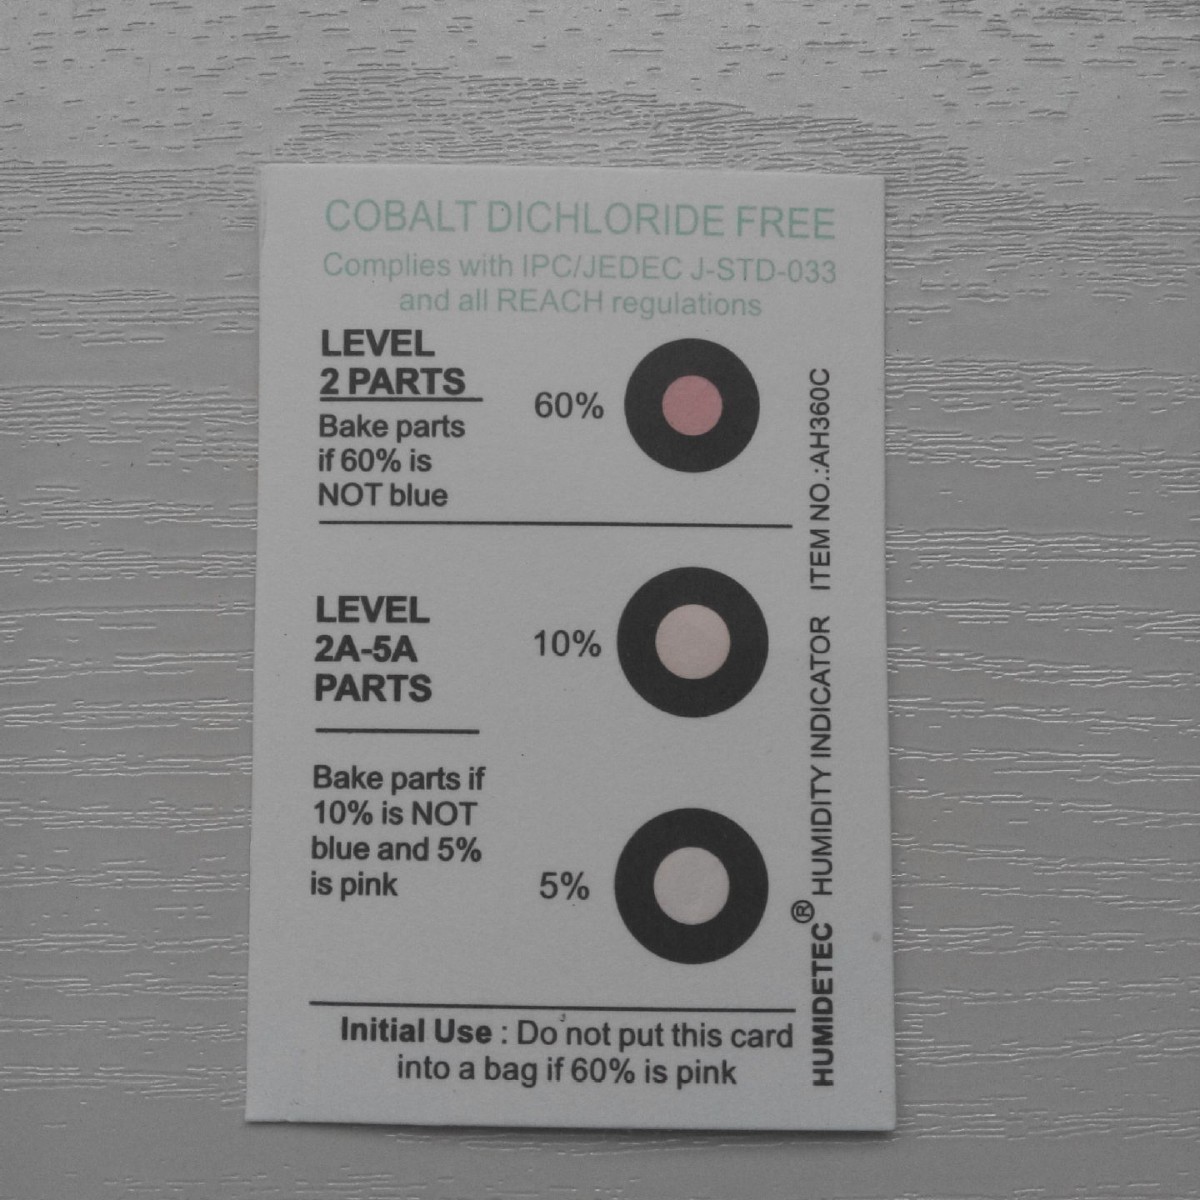 COBALT DICHLORIDE FREE
Complies with IPC/JEDEC J-STD-033
and all REACH regulations
LEVEL
2 PARTS
Bake parts
if 60% is
NOT blue
60%
LEVEL
2A-5A
PARTS
10%
Bake parts if
10% is NOT
blue and 5%
is pink
5%
Initial Use : Do not put this card
into a bag if 60% is pink
HUMIDETEC® HUMIDITY INDICATOR ITEM NO.:AH360C